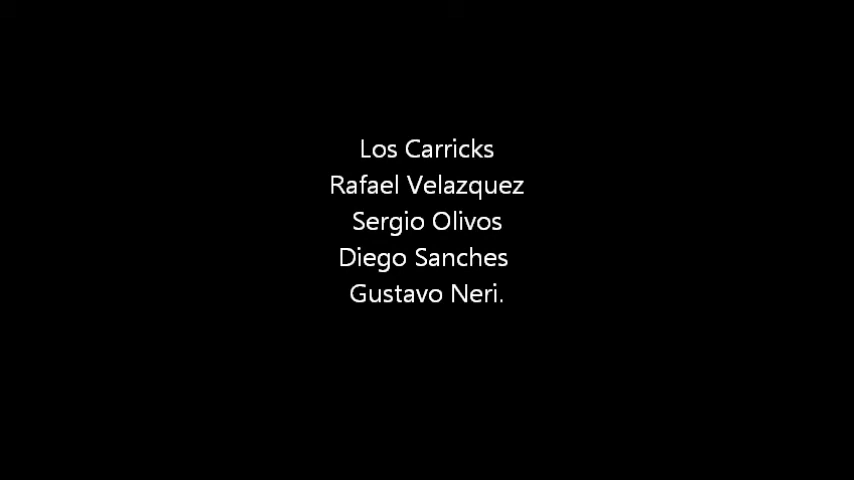 Los Carricks
Rafael Velazquez
Sergio Olivos
Diego Sanches
Gustavo Neri.